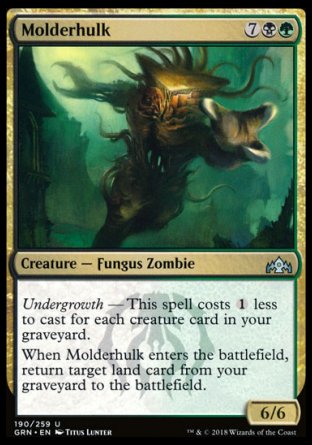 Molderhulk 7
Creature — Fungus Zombie
Undergrowth — This spell costs 1 less
to cast for each creature card in your
graveyard.
When Molderhulk enters the battlefield,
return target land card from your
graveyard to the battlefield.
6/6
190/259 U
GRN • EN Titus Lunter ™ & © 2018 Wizards of the Coast